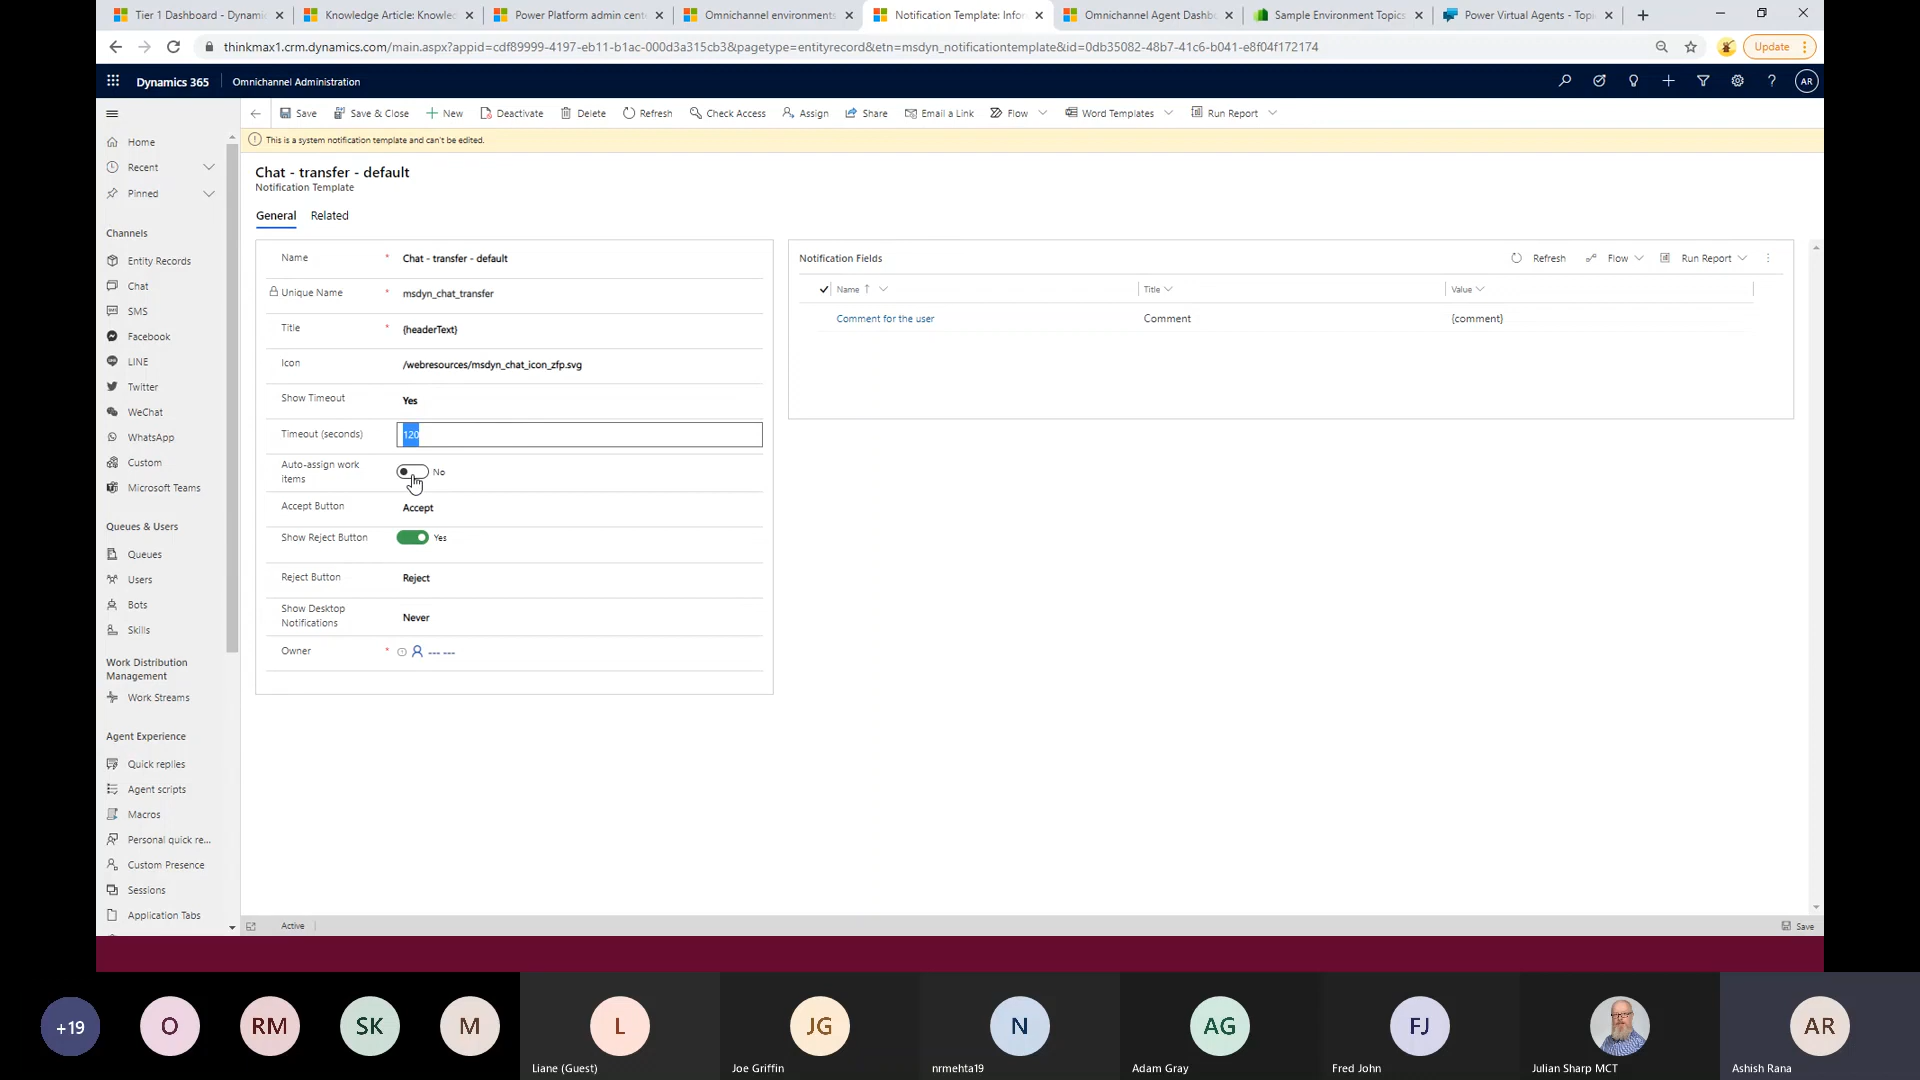 Tier 1 Dashboard - Dynami
Knowledge Article: Knowled
Power Platform admin cent
Omnichannel environments
Notification Template: Infor
Omnichannel Agent Dashb
Sample Environment Topics
Power Virtual Agents - Topi
thinkmax1.crm.dynamics.com/main.aspx?appid=cdf89999-4197-eb11-b1ac-000d3a315cb3&pagetype=entityrecord&etn=msdyn_notificationtemplate&id=0db35082-48b7-41c6-b041-e8f04f172174
Update
Dynamics 365
Omnichannel Administration
AR
Save
Save & Close
New
Deactivate
Delete
Refresh
Check Access
Assign
Share
Email a Link
Flow
Word Templates
Run Report
This is a system notification template and can't be edited.
Home
Recent
Pinned
Channels
Entity Records
Chat
SMS
Facebook
LINE
Twitter
WeChat
WhatsApp
Custom
Microsoft Teams
Queues & Users
Queues
Users
Bots
Skills
Work Distribution
Management
Work Streams
Agent Experience
Quick replies
Agent scripts
Macros
Personal quick re...
Custom Presence
Sessions
Application Tabs
Chat - transfer - default
Notification Template
General
Related
Name * Chat - transfer - default
Unique Name * msdyn_chat_transfer
Title * {headerText}
Icon /webresources/msdyn_chat_icon_zfp.svg
Show Timeout Yes
Timeout (seconds) 120
Auto-assign work
items No
Accept Button Accept
Show Reject Button Yes
Reject Button Reject
Show Desktop
Notifications Never
Owner * --- ---
Notification Fields
Refresh
Flow
Run Report
Name ↑
Title
Value
Comment for the user
Comment
{comment}
Active
Save
+19
O
RM
SK
M
L
JG
N
AG
FJ
AR
Liane (Guest)
Joe Griffin
nrmehta19
Adam Gray
Fred John
Julian Sharp MCT
Ashish Rana